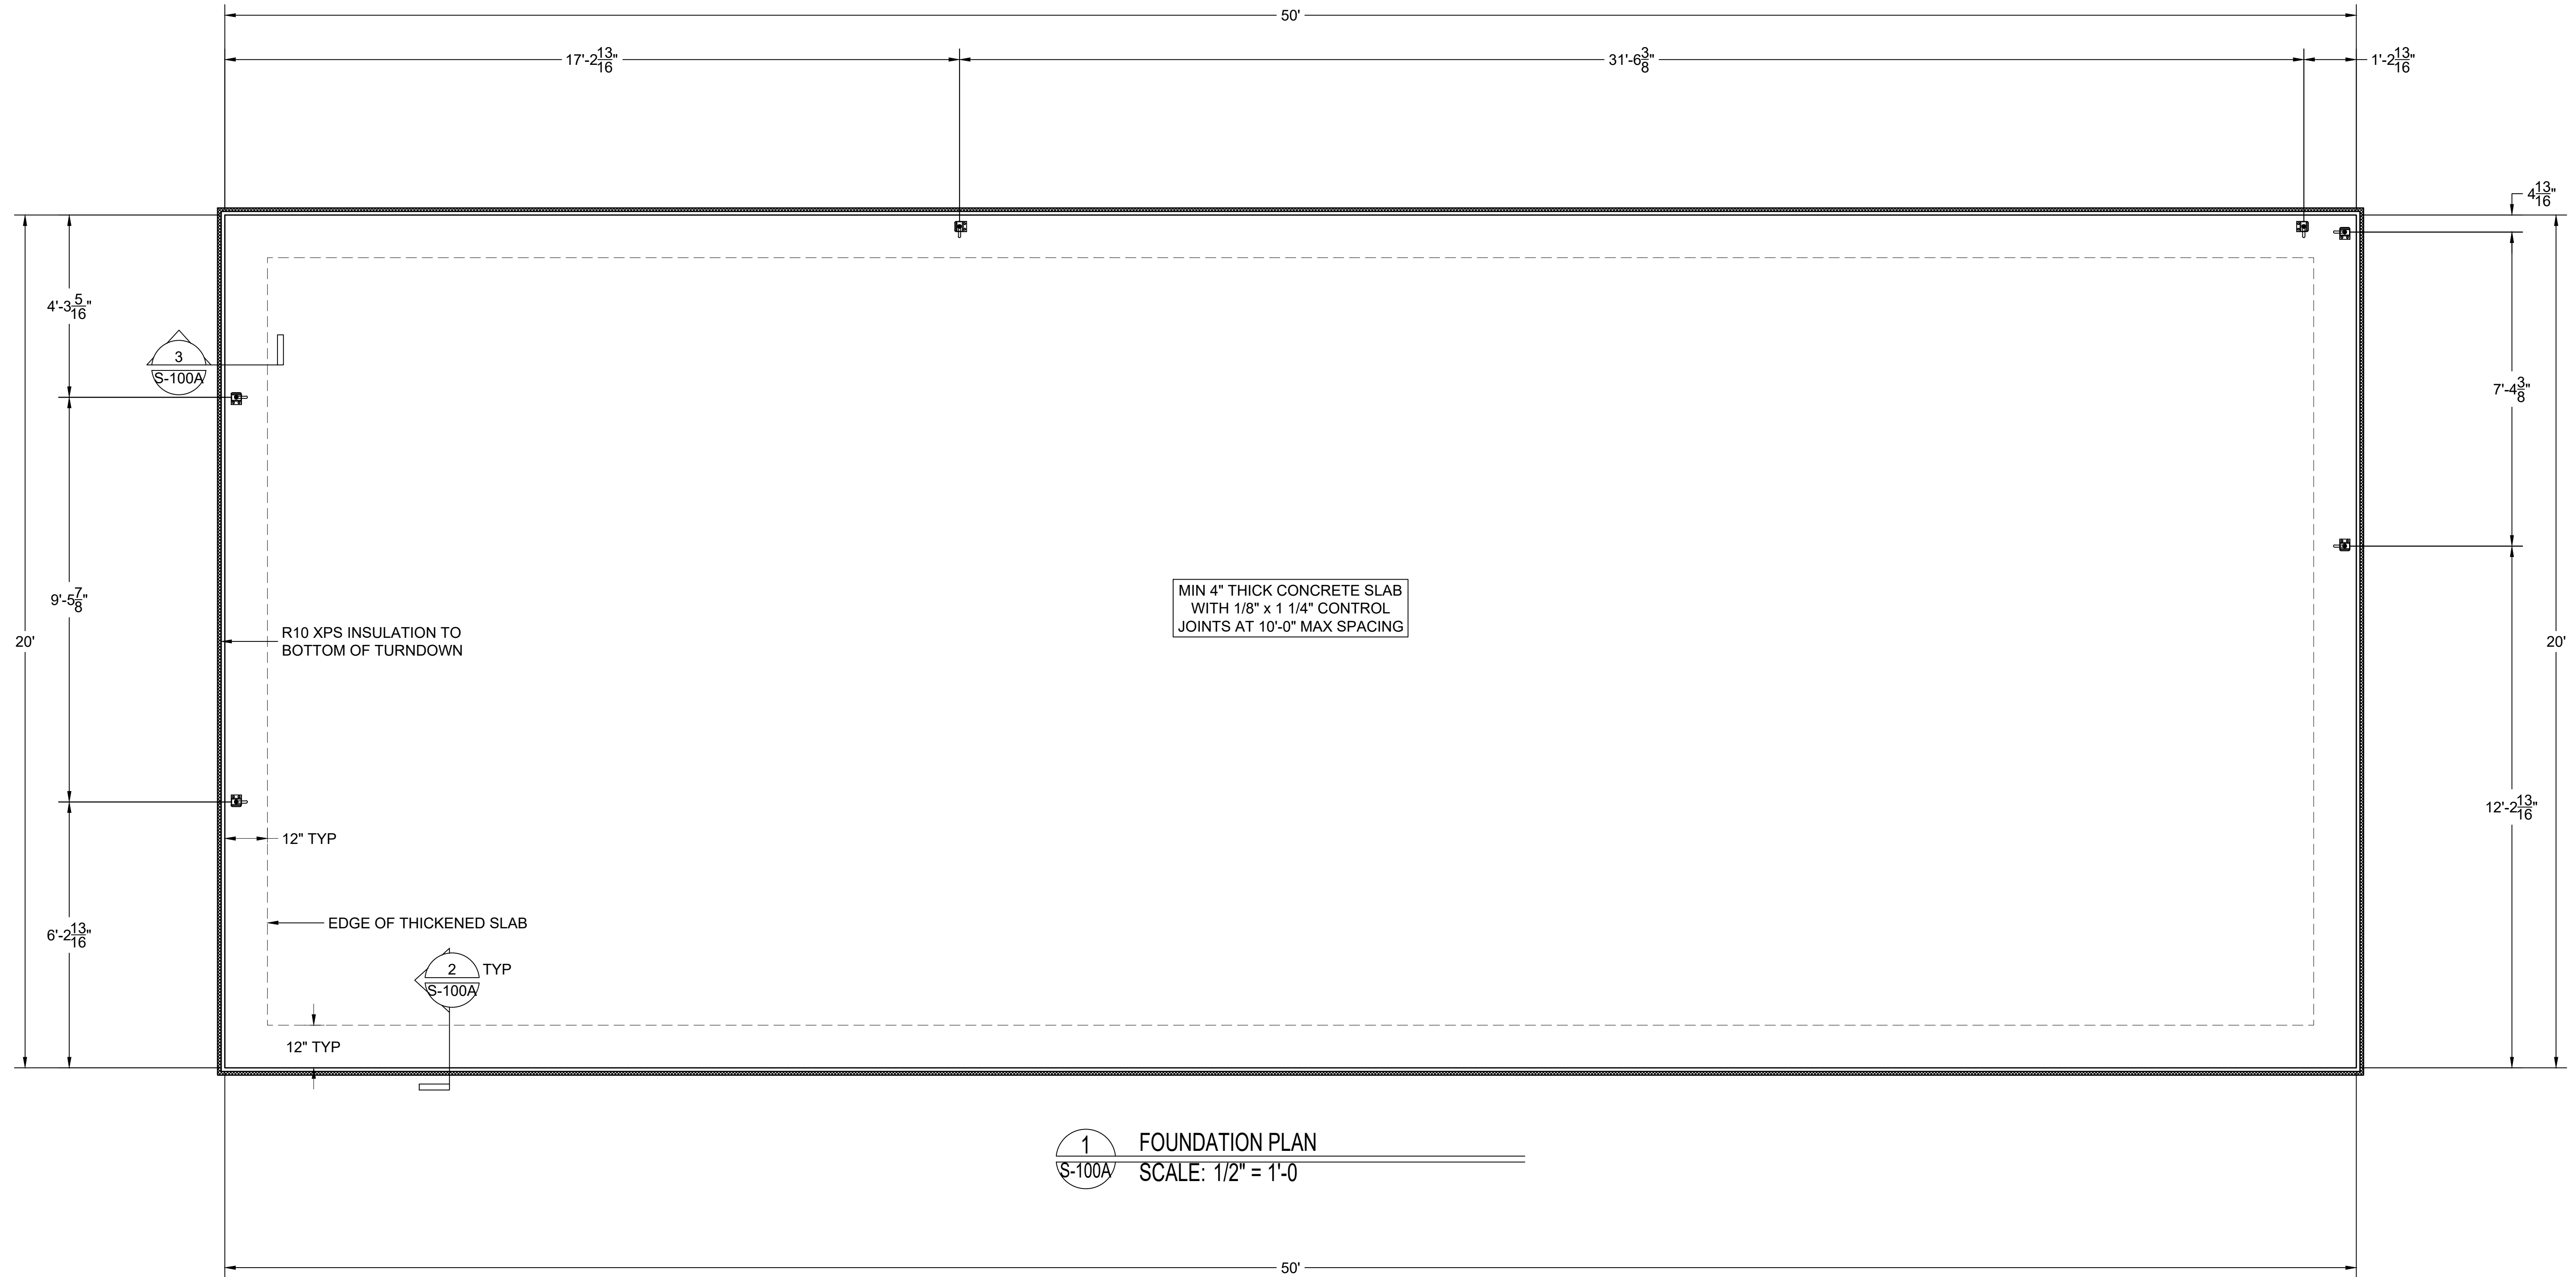 50'
17'-2 13/16"
31'-6 3/8"
1'-2 13/16"
4 13/16"
4'-3 5/16"
3
S-100A
7'-4 3/8"
9'-5 7/8"
MIN 4" THICK CONCRETE SLAB
WITH 1/8" x 1 1/4" CONTROL
JOINTS AT 10'-0" MAX SPACING
R10 XPS INSULATION TO
BOTTOM OF TURNDOWN
20'
20'
12'-2 13/16"
12" TYP
EDGE OF THICKENED SLAB
6'-2 13/16"
2
TYP
S-100A
12" TYP
1
FOUNDATION PLAN
S-100A
SCALE: 1/2" = 1'-0
50'